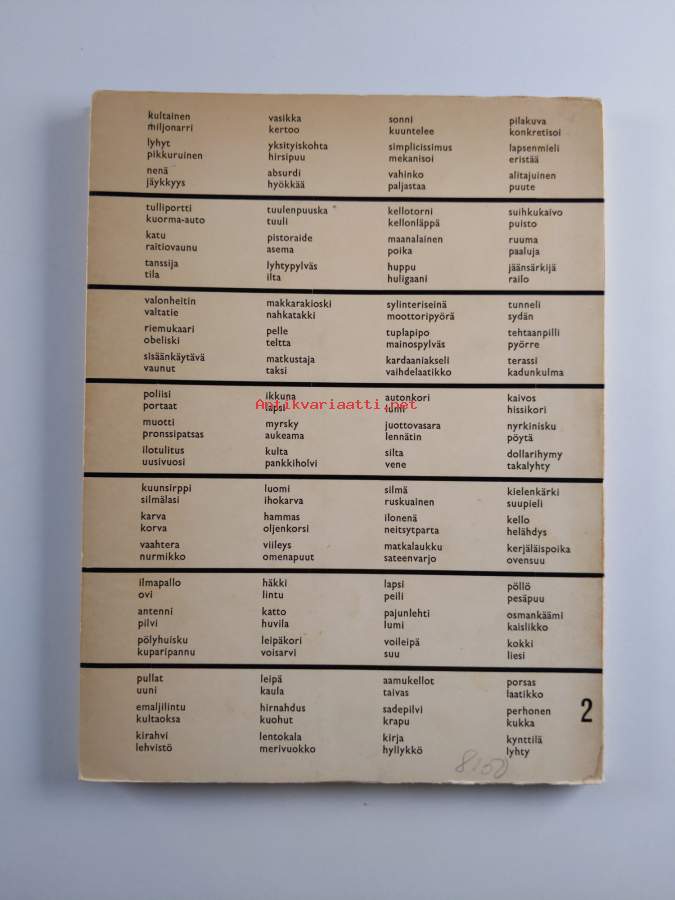 kultainen vasikka sonni pilakuva
miljonarri kertoo kuuntelee konkretisoi
lyhyt yksityiskohta simplicissimus lapsenmieli
pikkuruinen hirsipuu mekanisoi eristää
nenä absurdi vahinko alitajuinen
jäykkyys hyökkää paljastaa puute
tulliportti tuulenpuuska kellotorni suihkukaivo
kuorma-auto tuuli kellonläppä puisto
katu pistoraide maanalainen ruuma
raitiovaunu asema poika paaluja
tanssija lyhtypylväs huppu jäänsärkijä
tila ilta huligaani railo
valonheitin makkarakioski sylinteriseinä tunneli
valtatie nahkatakki moottoripyörä sydän
riemukaari pelle tuplapipo tehtaanpilli
obeliski teltta mainospylväs pyörre
sisäänkäytävä matkustaja kardaaniakseli terassi
vaunut taksi vaihdelaatikko kadunkulma
poliisi ikkuna autonkori kaivos
portaat lapsi lumi hissikori
Antikvariaatti.net
muotti myrsky juottovasara nyrkinisku
pronssipatsas aukeama lennätin pöytä
ilotulitus kulta silta dollarihymy
uusivuosi pankkiholvi vene takalyhty
kuunsirppi luomi silmä kielenkärki
silmälasi ihokarva ruskuainen suupieli
karva hammas ilonenä kello
korva oljenkorsi neitsytparta helähdys
vaahtera viileys matkalaukku kerjäläispoika
nurmikko omenapuut sateenvarjo ovensuu
ilmapallo häkki lapsi pöllö
ovi lintu peili pesäpuu
antenni katto pajunlehti osmankäämi
pilvi huvila lumi kaislikko
pölyhuisku leipäkori voileipä kokki
kuparipannu voisarvi suu liesi
pullat leipä aamukellot porsas
uuni kaula taivas laatikko
emaljilintu hirnahdus sadepilvi perhonen
kultaoksa kuohut krapu kukka
2
kirahvi lentokala kirja kynttilä
lehvistö merivuokko hyllykkö lyhty